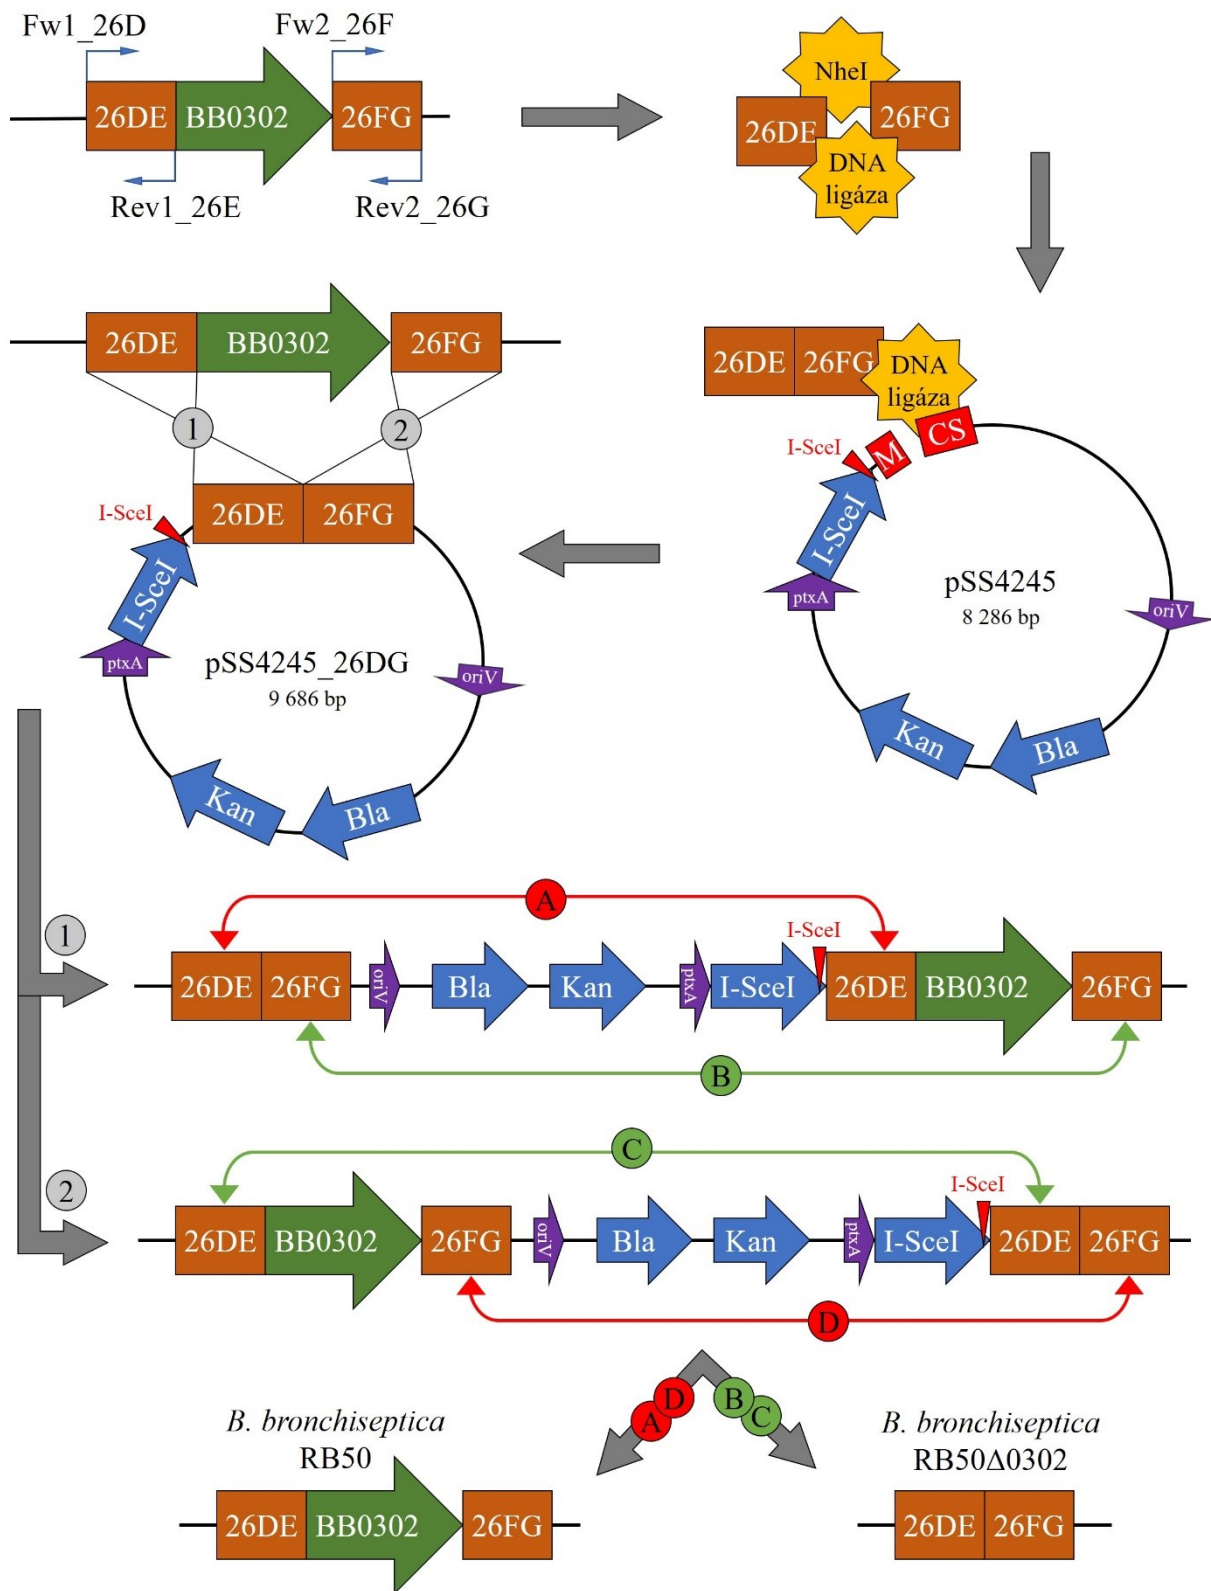 Fw1_26D
Fw2_26F
26DE
BB0302
26FG
Rev1_26E
Rev2_26G
NheI
26DE
26FG
DNA
ligáza
26DE
BB0302
26FG
1
2
I-SceI
26DE
26FG
I-SceI
ptxA
pSS4245_26DG
9 686 bp
oriV
Kan
Bla
26DE
26FG
DNA
ligáza
I-SceI
M
CS
I-SceI
ptxA
pSS4245
8 286 bp
oriV
Kan
Bla
1
A
I-SceI
26DE
26FG
oriV
Bla
Kan
ptxA
I-SceI
26DE
BB0302
26FG
B
2
C
I-SceI
26DE
BB0302
26FG
oriV
Bla
Kan
ptxA
I-SceI
26DE
26FG
D
D
A
B
C
B. bronchiseptica
RB50
26DE
BB0302
26FG
B. bronchiseptica
RB50Δ0302
26DE
26FG